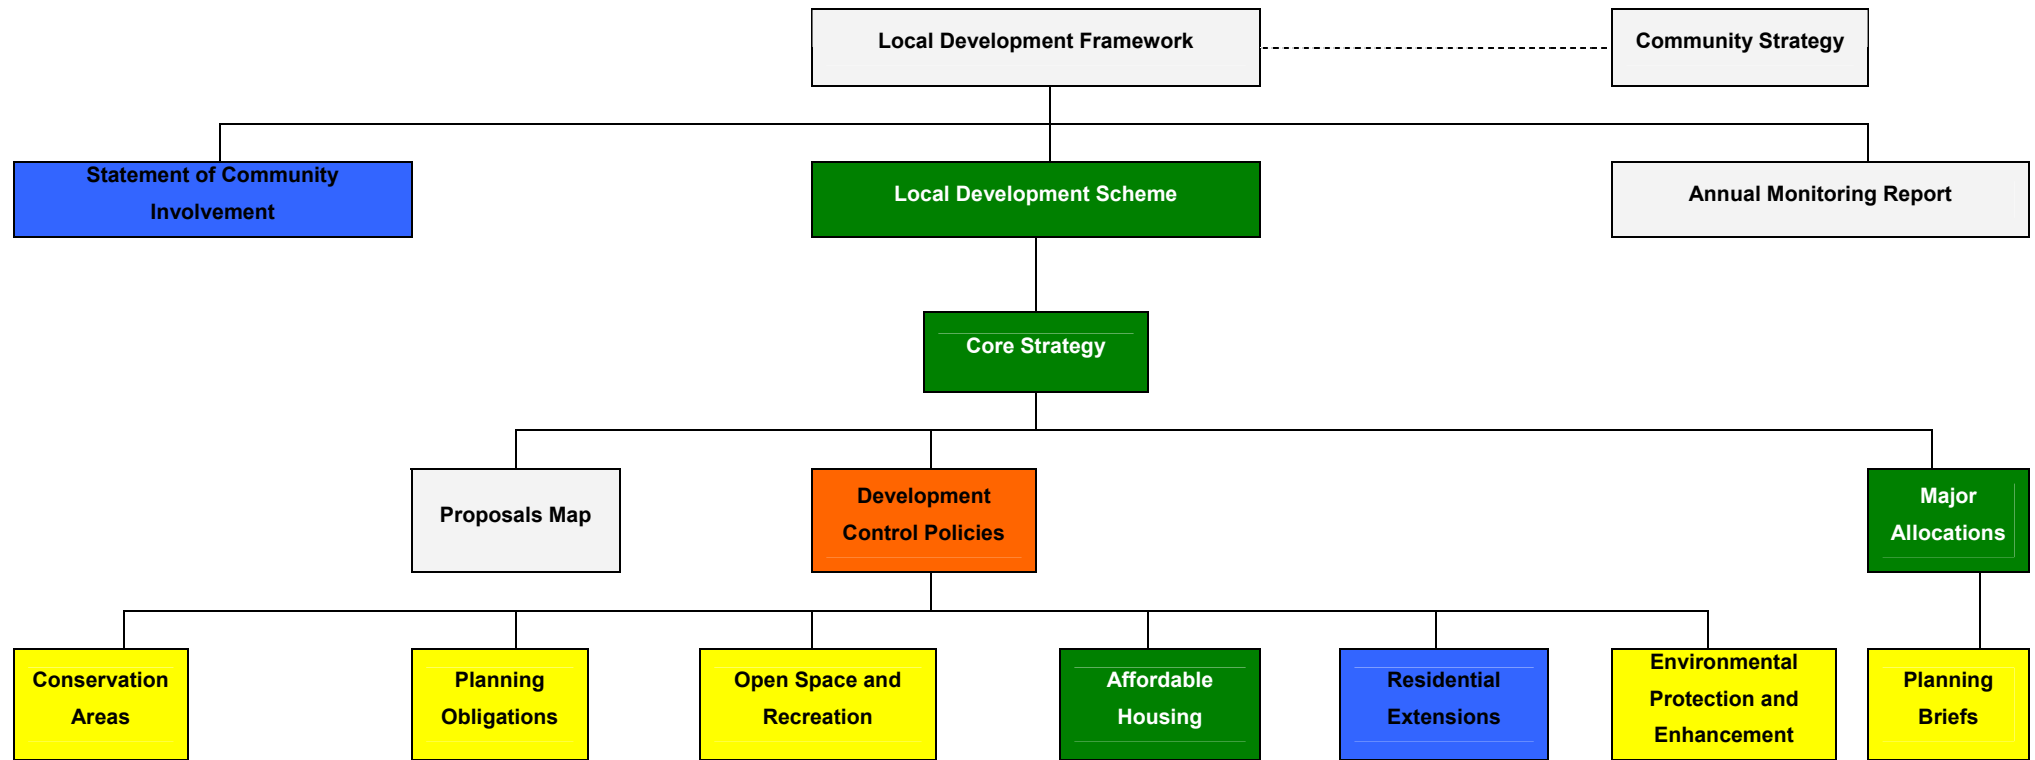 Local Development Framework
Community Strategy
Statement of Community
Involvement
Local Development Scheme
Annual Monitoring Report
Core Strategy
Proposals Map
Development
Control Policies
Major
Allocations
Conservation
Areas
Planning
Obligations
Open Space and
Recreation
Affordable
Housing
Residential
Extensions
Environmental
Protection and
Enhancement
Planning
Briefs